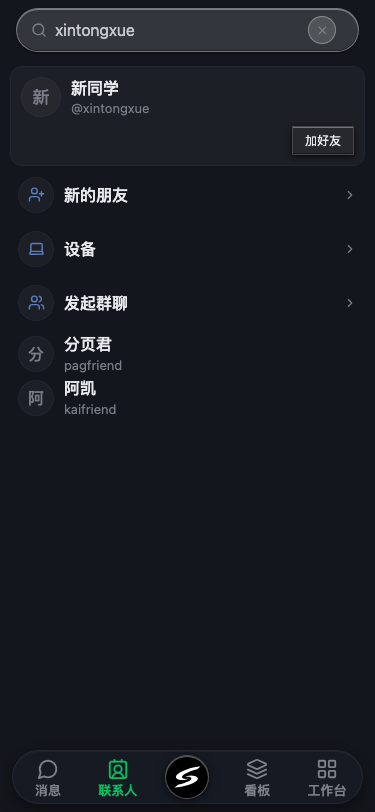 xintongxue
新
新同学
@xintongxue
加好友
新的朋友
设备
发起群聊
分
分页君
pagfriend
阿
阿凯
kaifriend
消息
联系人
看板
工作台